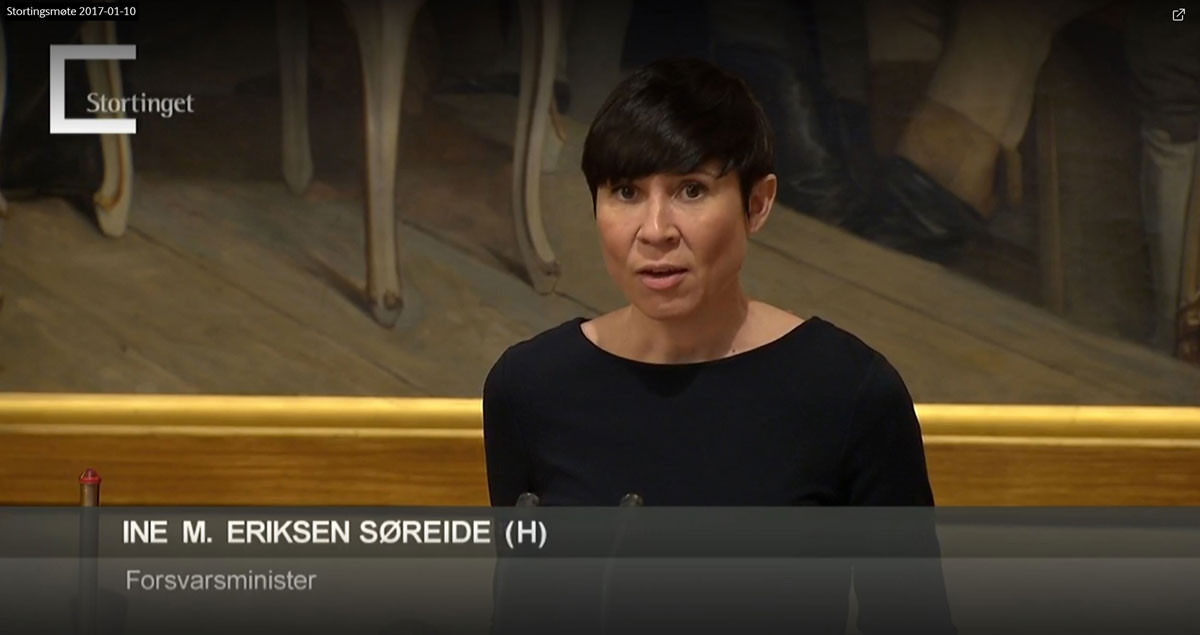 Stortingsmøte 2017-01-10
Stortinget
INE M. ERIKSEN SØREIDE (H)
Forsvarsminister